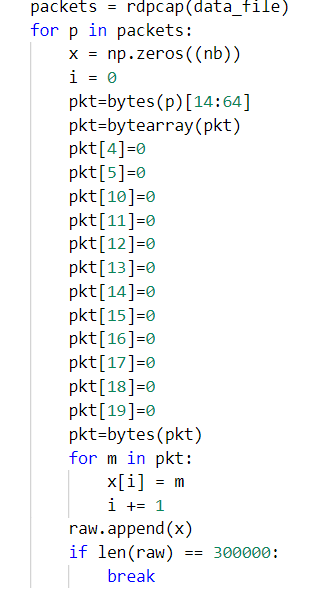 packets = rdpcap(data_file)
for p in packets:
    x = np.zeros((nb))
    i = 0
    pkt=bytes(p)[14:64]
    pkt=bytearray(pkt)
    pkt[4]=0
    pkt[5]=0
    pkt[10]=0
    pkt[11]=0
    pkt[12]=0
    pkt[13]=0
    pkt[14]=0
    pkt[15]=0
    pkt[16]=0
    pkt[17]=0
    pkt[18]=0
    pkt[19]=0
    pkt=bytes(pkt)
    for m in pkt:
        x[i] = m
        i += 1
    raw.append(x)
    if len(raw) == 300000:
        break